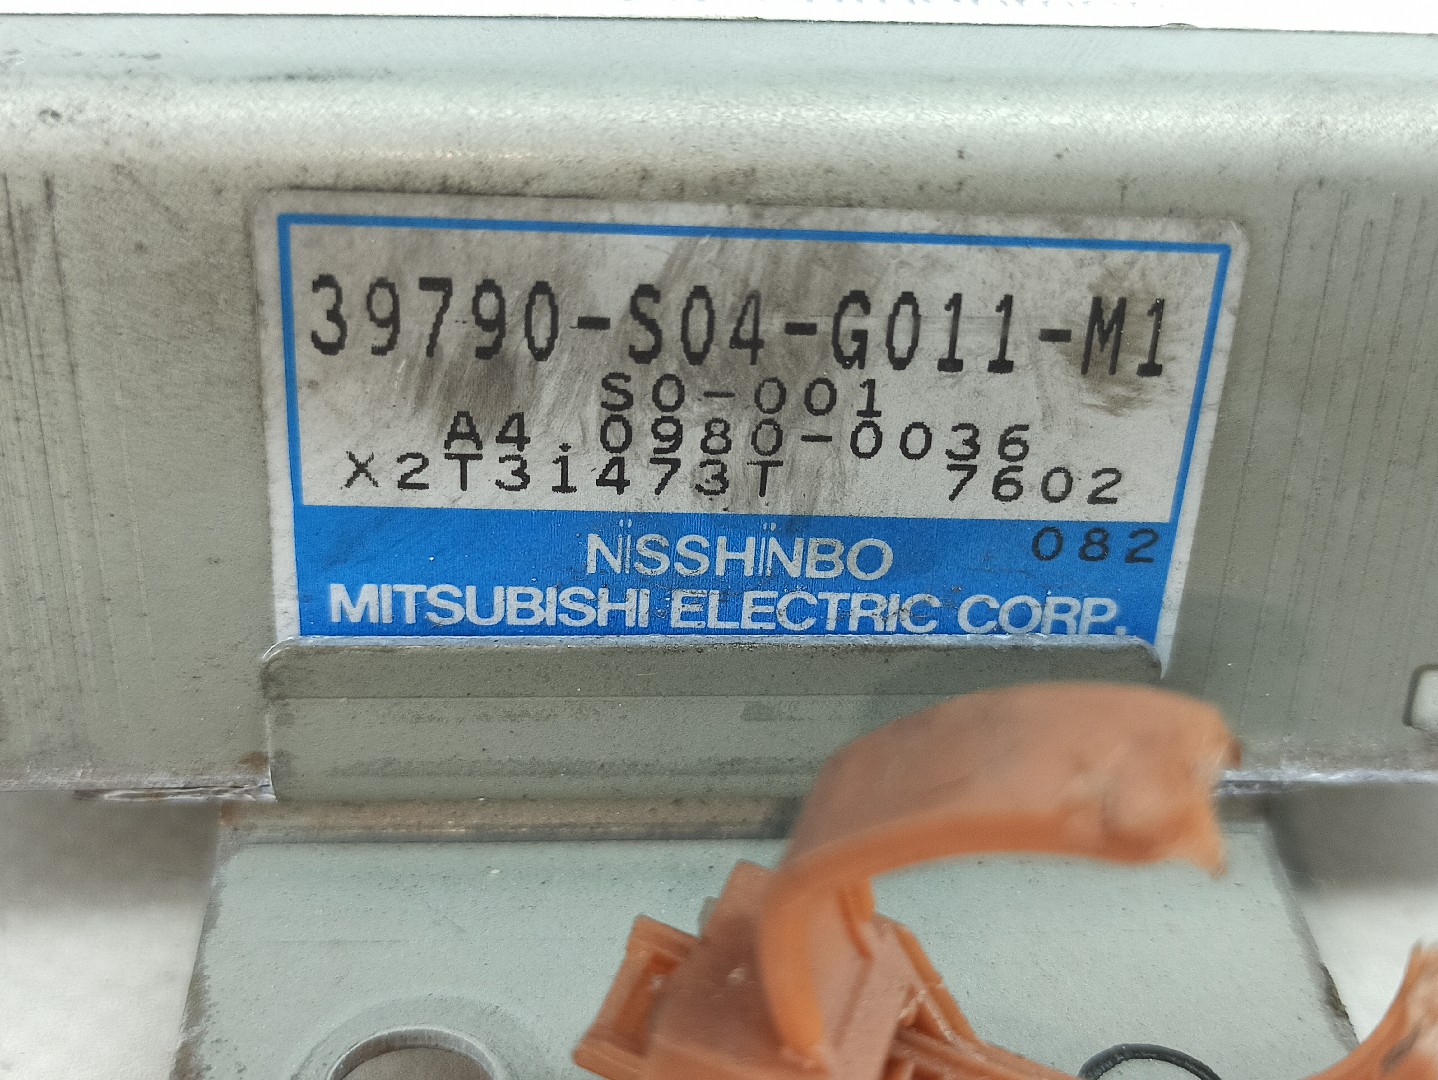 39790-S04-G011-M1
S0-001
A4.0980-0036
X2T31473T 7602
082
NISSHINBO
MITSUBISHI ELECTRIC CORP.